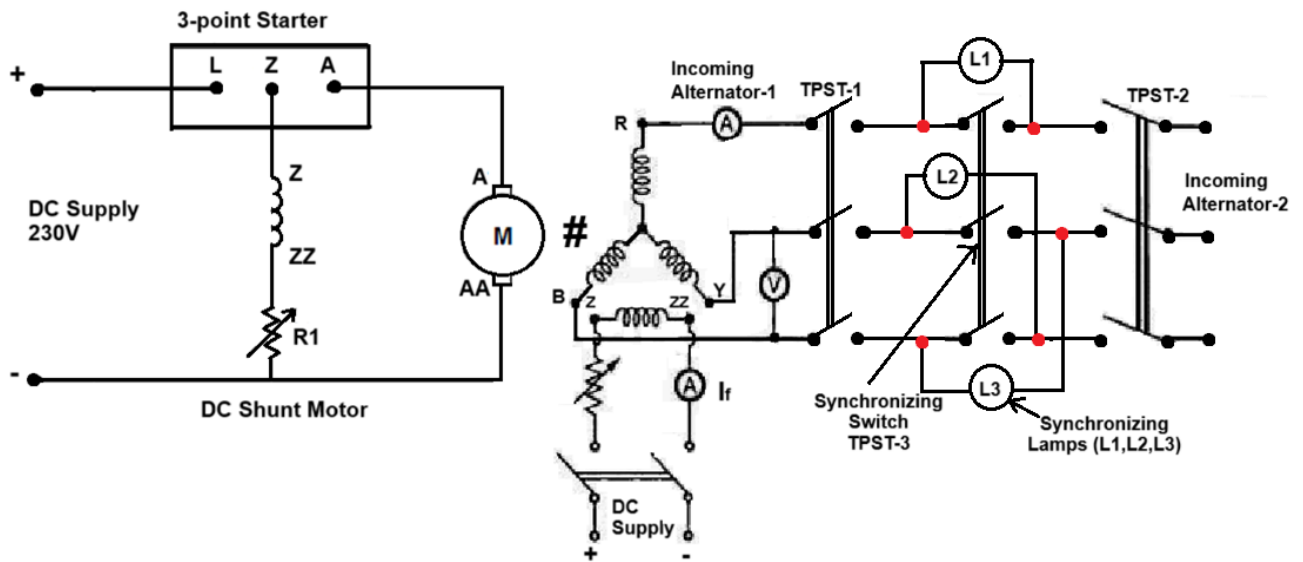 3-point Starter
L Z A
+
DC Supply
230V
-
Z
ZZ
R1
A
M
AA
DC Shunt Motor
#
Incoming
Alternator-1
R
A
B
Y
Z
ZZ
V
A
If
DC
Supply
+
-
TPST-1
L1
L2
L3
Synchronizing
Switch
TPST-3
Synchronizing
Lamps (L1,L2,L3)
TPST-2
Incoming
Alternator-2